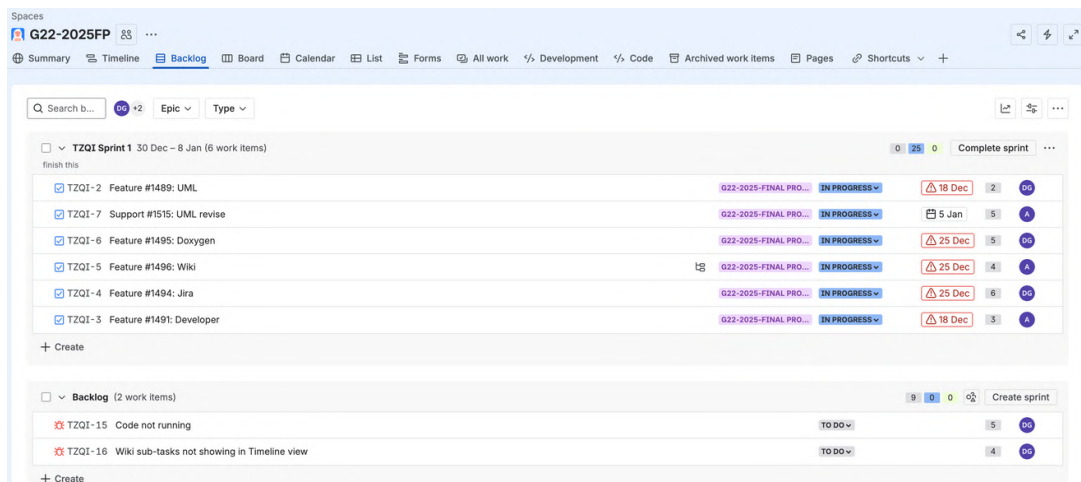 Spaces
G22-2025FP
Summary Timeline Backlog Board Calendar List Forms All work Development Code Archived work items Pages Shortcuts
Search b... DG +2 Epic Type
TZQI Sprint 1 30 Dec – 8 Jan (6 work items) 0 25 0 Complete sprint
finish this
TZQI-2 Feature #1489: UML G22-2025-FINAL PRO... IN PROGRESS 18 Dec 2 DG
TZQI-7 Support #1515: UML revise G22-2025-FINAL PRO... IN PROGRESS 5 Jan 5 A
TZQI-6 Feature #1495: Doxygen G22-2025-FINAL PRO... IN PROGRESS 25 Dec 5 DG
TZQI-5 Feature #1496: Wiki G22-2025-FINAL PRO... IN PROGRESS 25 Dec 4 A
TZQI-4 Feature #1494: Jira G22-2025-FINAL PRO... IN PROGRESS 25 Dec 6 DG
TZQI-3 Feature #1491: Developer G22-2025-FINAL PRO... IN PROGRESS 18 Dec 3 A
+ Create
Backlog (2 work items) 9 0 0 Create sprint
TZQI-15 Code not running TO DO 5 DG
TZQI-16 Wiki sub-tasks not showing in Timeline view TO DO 4 DG
+ Create